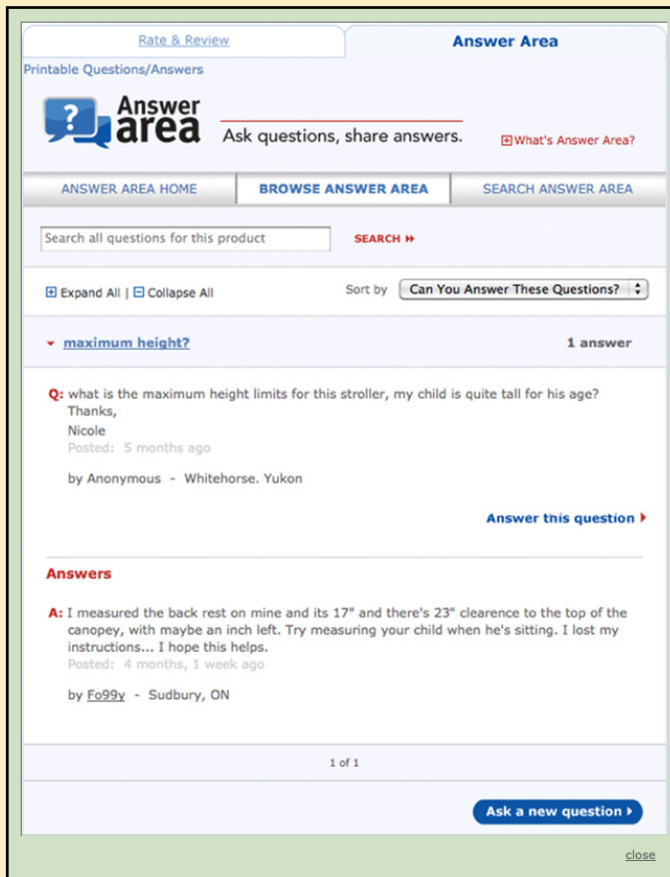 Rate & Review
Answer Area
Printable Questions/Answers
?
Answer
area
Ask questions, share answers.
What's Answer Area?
ANSWER AREA HOME
BROWSE ANSWER AREA
SEARCH ANSWER AREA
Search all questions for this product
SEARCH
Expand All | Collapse All
Sort by
Can You Answer These Questions?
maximum height?
1 answer
Q: what is the maximum height limits for this stroller, my child is quite tall for his age?
Thanks,
Nicole
Posted: 5 months ago
by Anonymous - Whitehorse. Yukon
Answer this question
Answers
A: I measured the back rest on mine and its 17" and there's 23" clearence to the top of the
canopey, with maybe an inch left. Try measuring your child when he's sitting. I lost my
instructions... I hope this helps.
Posted: 4 months, 1 week ago
by Fo99y - Sudbury, ON
1 of 1
Ask a new question
close